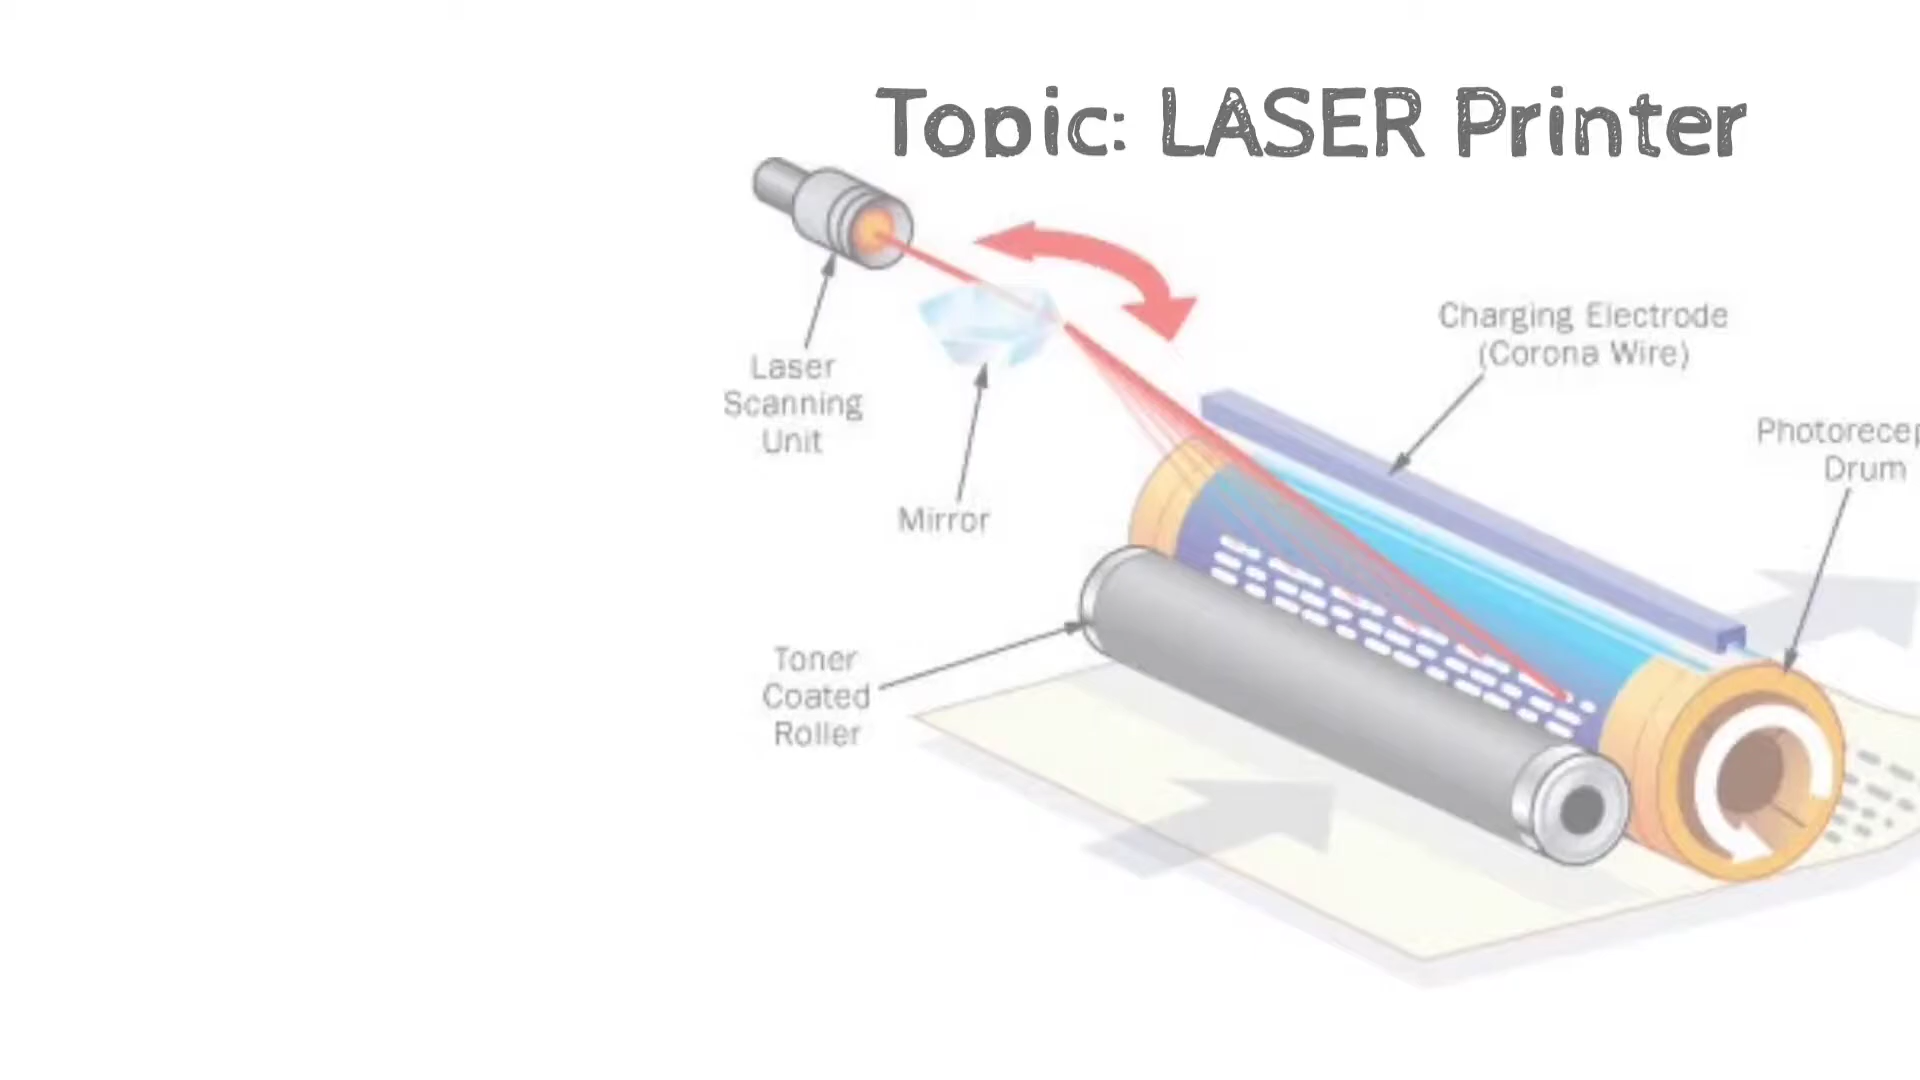 Topic: LASER Printer
Laser
Scanning
Unit
Mirror
Charging Electrode
(Corona Wire)
Photorecep
Drum
Toner
Coated
Roller